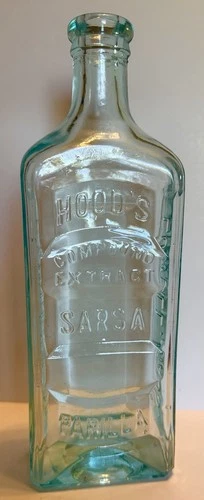 HOOD'S
COMPOUND
EXTRACT
SARSA
PARILLA